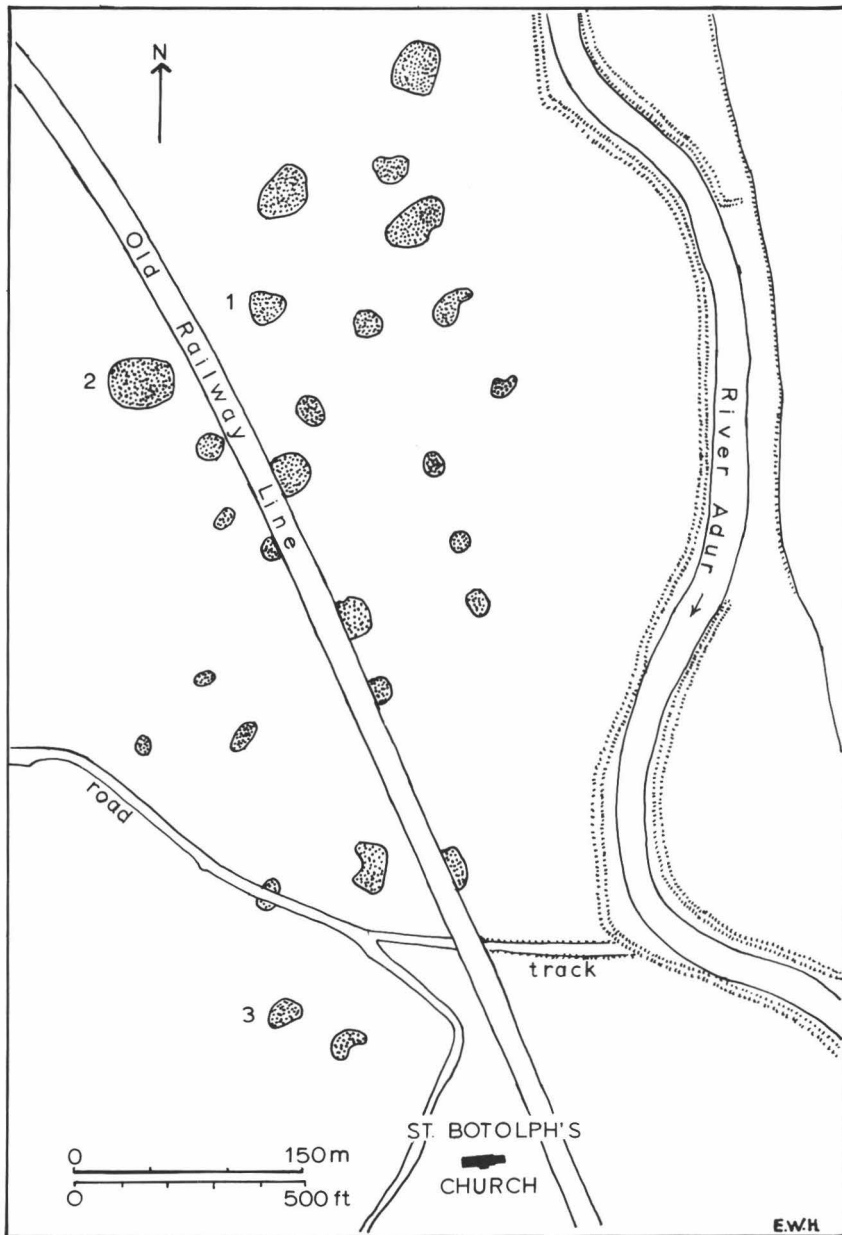 N
Old Railway Line
1
2
River Adur
road
track
3
ST. BOTOLPH'S
CHURCH
0 150m
0 500ft
E.W.H.